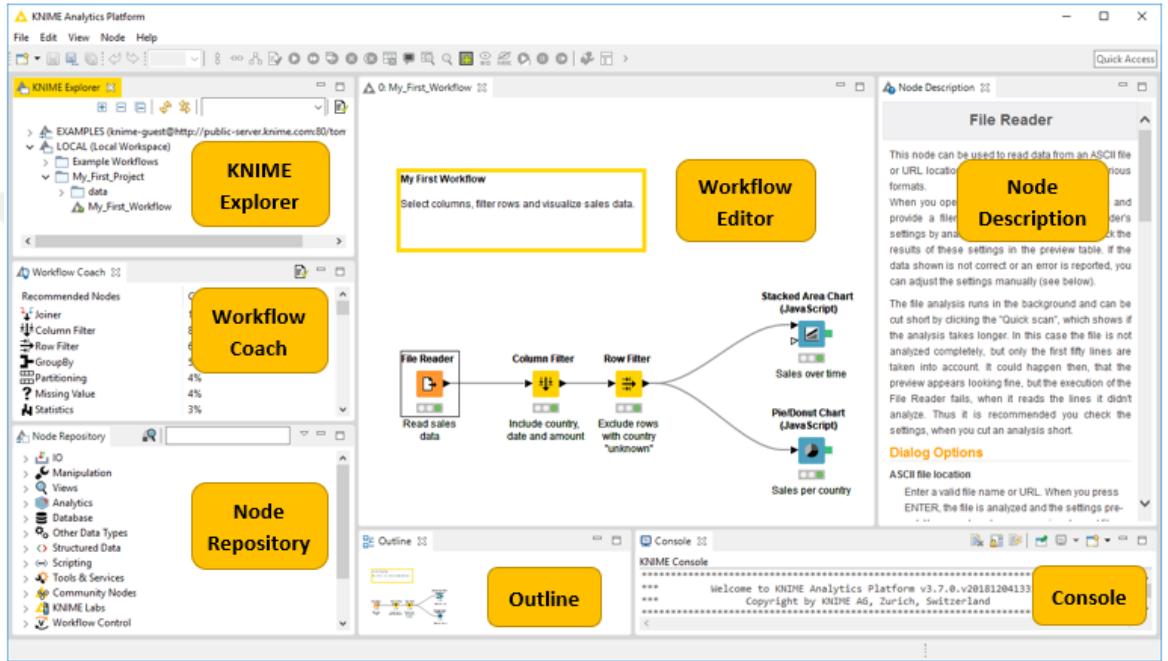 KNIME Analytics Platform
File Edit View Node Help
Quick Access
KNIME Explorer
EXAMPLES (knime-guest@http://public-server.knime.com:80/tom
LOCAL (Local Workspace)
Example Workflows
My_First_Project
data
My_First_Workflow
KNIME
Explorer
Workflow Coach
Recommended Nodes
Joiner
Column Filter
Row Filter
GroupBy
Partitioning 4%
Missing Value 4%
Statistics 3%
Workflow
Coach
Node Repository
IO
Manipulation
Views
Analytics
Database
Other Data Types
Structured Data
Scripting
Tools & Services
Community Nodes
KNIME Labs
Workflow Control
Node
Repository
0: My_First_Workflow
My First Workflow
Select columns, filter rows and visualize sales data.
Workflow
Editor
File Reader
Read sales
data
Column Filter
Include country,
date and amount
Row Filter
Exclude rows
with country
"unknown"
Stacked Area Chart
(JavaScript)
Sales over time
Pie/Donut Chart
(JavaScript)
Sales per country
Outline
Outline
Console
KNIME Console
***********************************************************************
*** Welcome to KNIME Analytics Platform v3.7.0.v2018120413
*** Copyright by KNIME AG, Zurich, Switzerland
***********************************************************************
Console
Node Description
File Reader
This node can be used to read data from an ASCII file
or URL location
formats.
When you and
provide a
settings by the
results of these settings in the preview table. If the
data shown is not correct or an error is reported, you
can adjust the settings manually (see below).
The file analysis runs in the background and can be
cut short by clicking the "Quick scan", which shows if
the analysis takes longer. In this case the file is not
analyzed completely, but only the first fifty lines are
taken into account. It could happen then, that the
preview appears looking fine, but the execution of the
File Reader fails, when it reads the lines it didn't
analyze. Thus it is recommended you check the
settings, when you cut an analysis short.
Dialog Options
ASCII file location
Enter a valid file name or URL. When you press
ENTER, the file is analyzed and the settings pre-
Node
Description